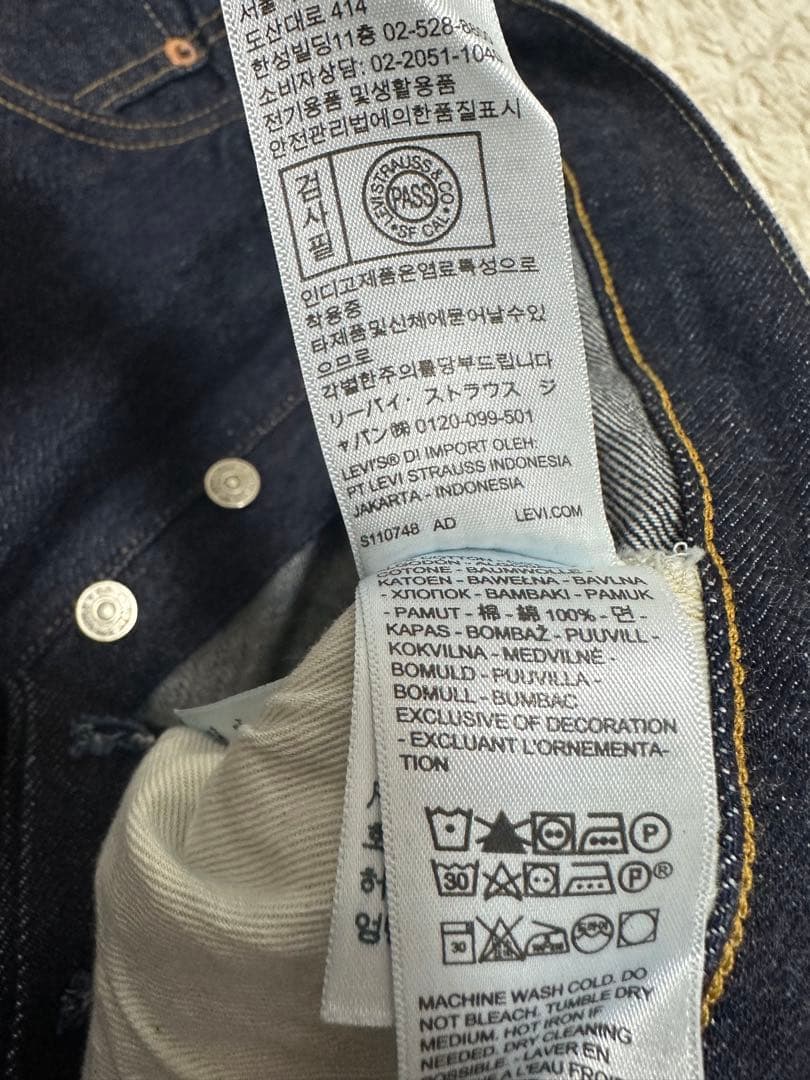 서울
도산대로 414
한성빌딩11층 02-528-
소비자상담: 02-2051-104
전기용품 및생활용품
안전관리법에의한품질표시
검사필
LEVI STRAUSS & CO
PASS
SF CAL
인디고제품은염료특성으로
착용중
타제품및신체에묻어날수있
으므로
각별한주의를당부드립니다
リーバイ・ストラウス ジ
ャパン㈱ 0120-099-501
LEVI'S® DI IMPORT OLEH:
PT LEVI STRAUSS INDONESIA
JAKARTA - INDONESIA
S110748 AD LEVI.COM
COTONE - BAUMWOLLE -
KATOEN - BAWEŁNA - BAVLNA
- ХЛОПОК - BAMBAKI - PAMUK
- PAMUT - 棉 - 綿 100% - 면 -
KAPAS - BOMBAŽ - PUUVILL -
KOKVILNA - MEDVILNĖ -
BOMULD - PUUVILLA -
BOMULL - BUMBAC
EXCLUSIVE OF DECORATION
- EXCLUANT L'ORNEMENTA-
TION
P
30 P®
30
MACHINE WASH COLD. DO
NOT BLEACH. TUMBLE DRY
MEDIUM. HOT IRON IF
NEEDED. DRY CLEANING
- LAVER EN
A L'EAU FROI